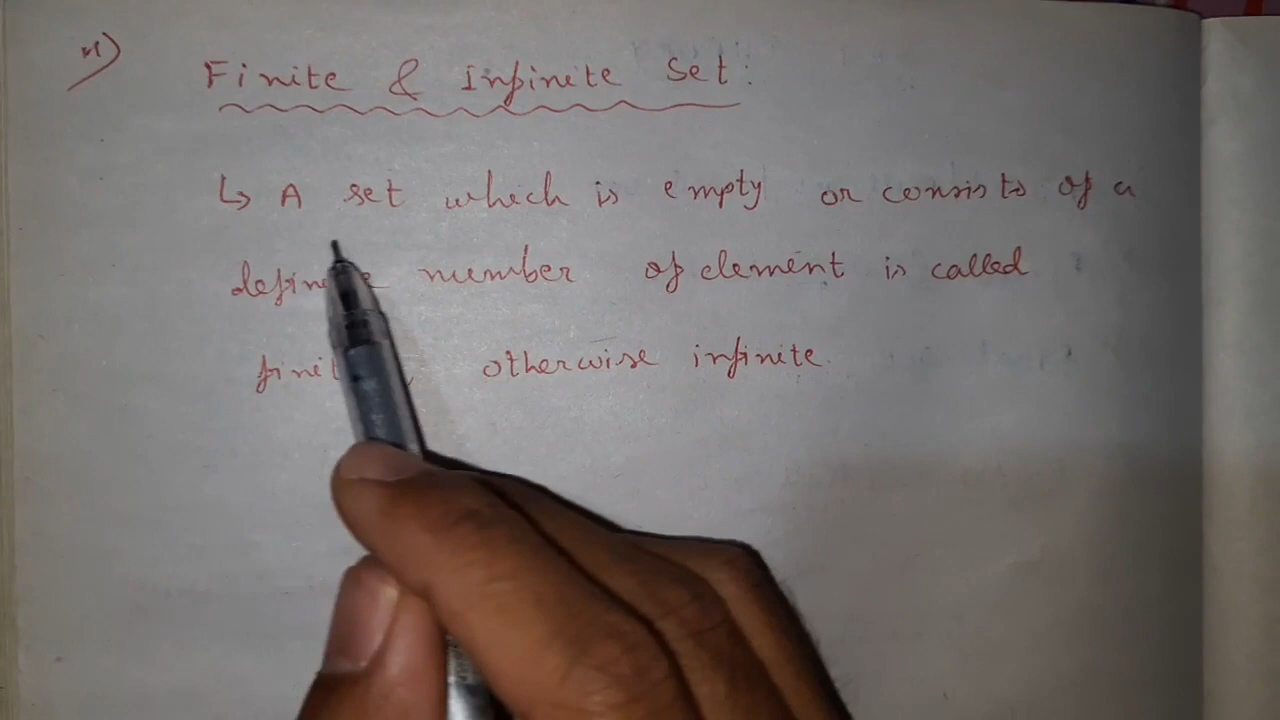 Finite & Infinite Set:
↳ A set which is empty or consists of a
number of element is called
otherwise infinite.